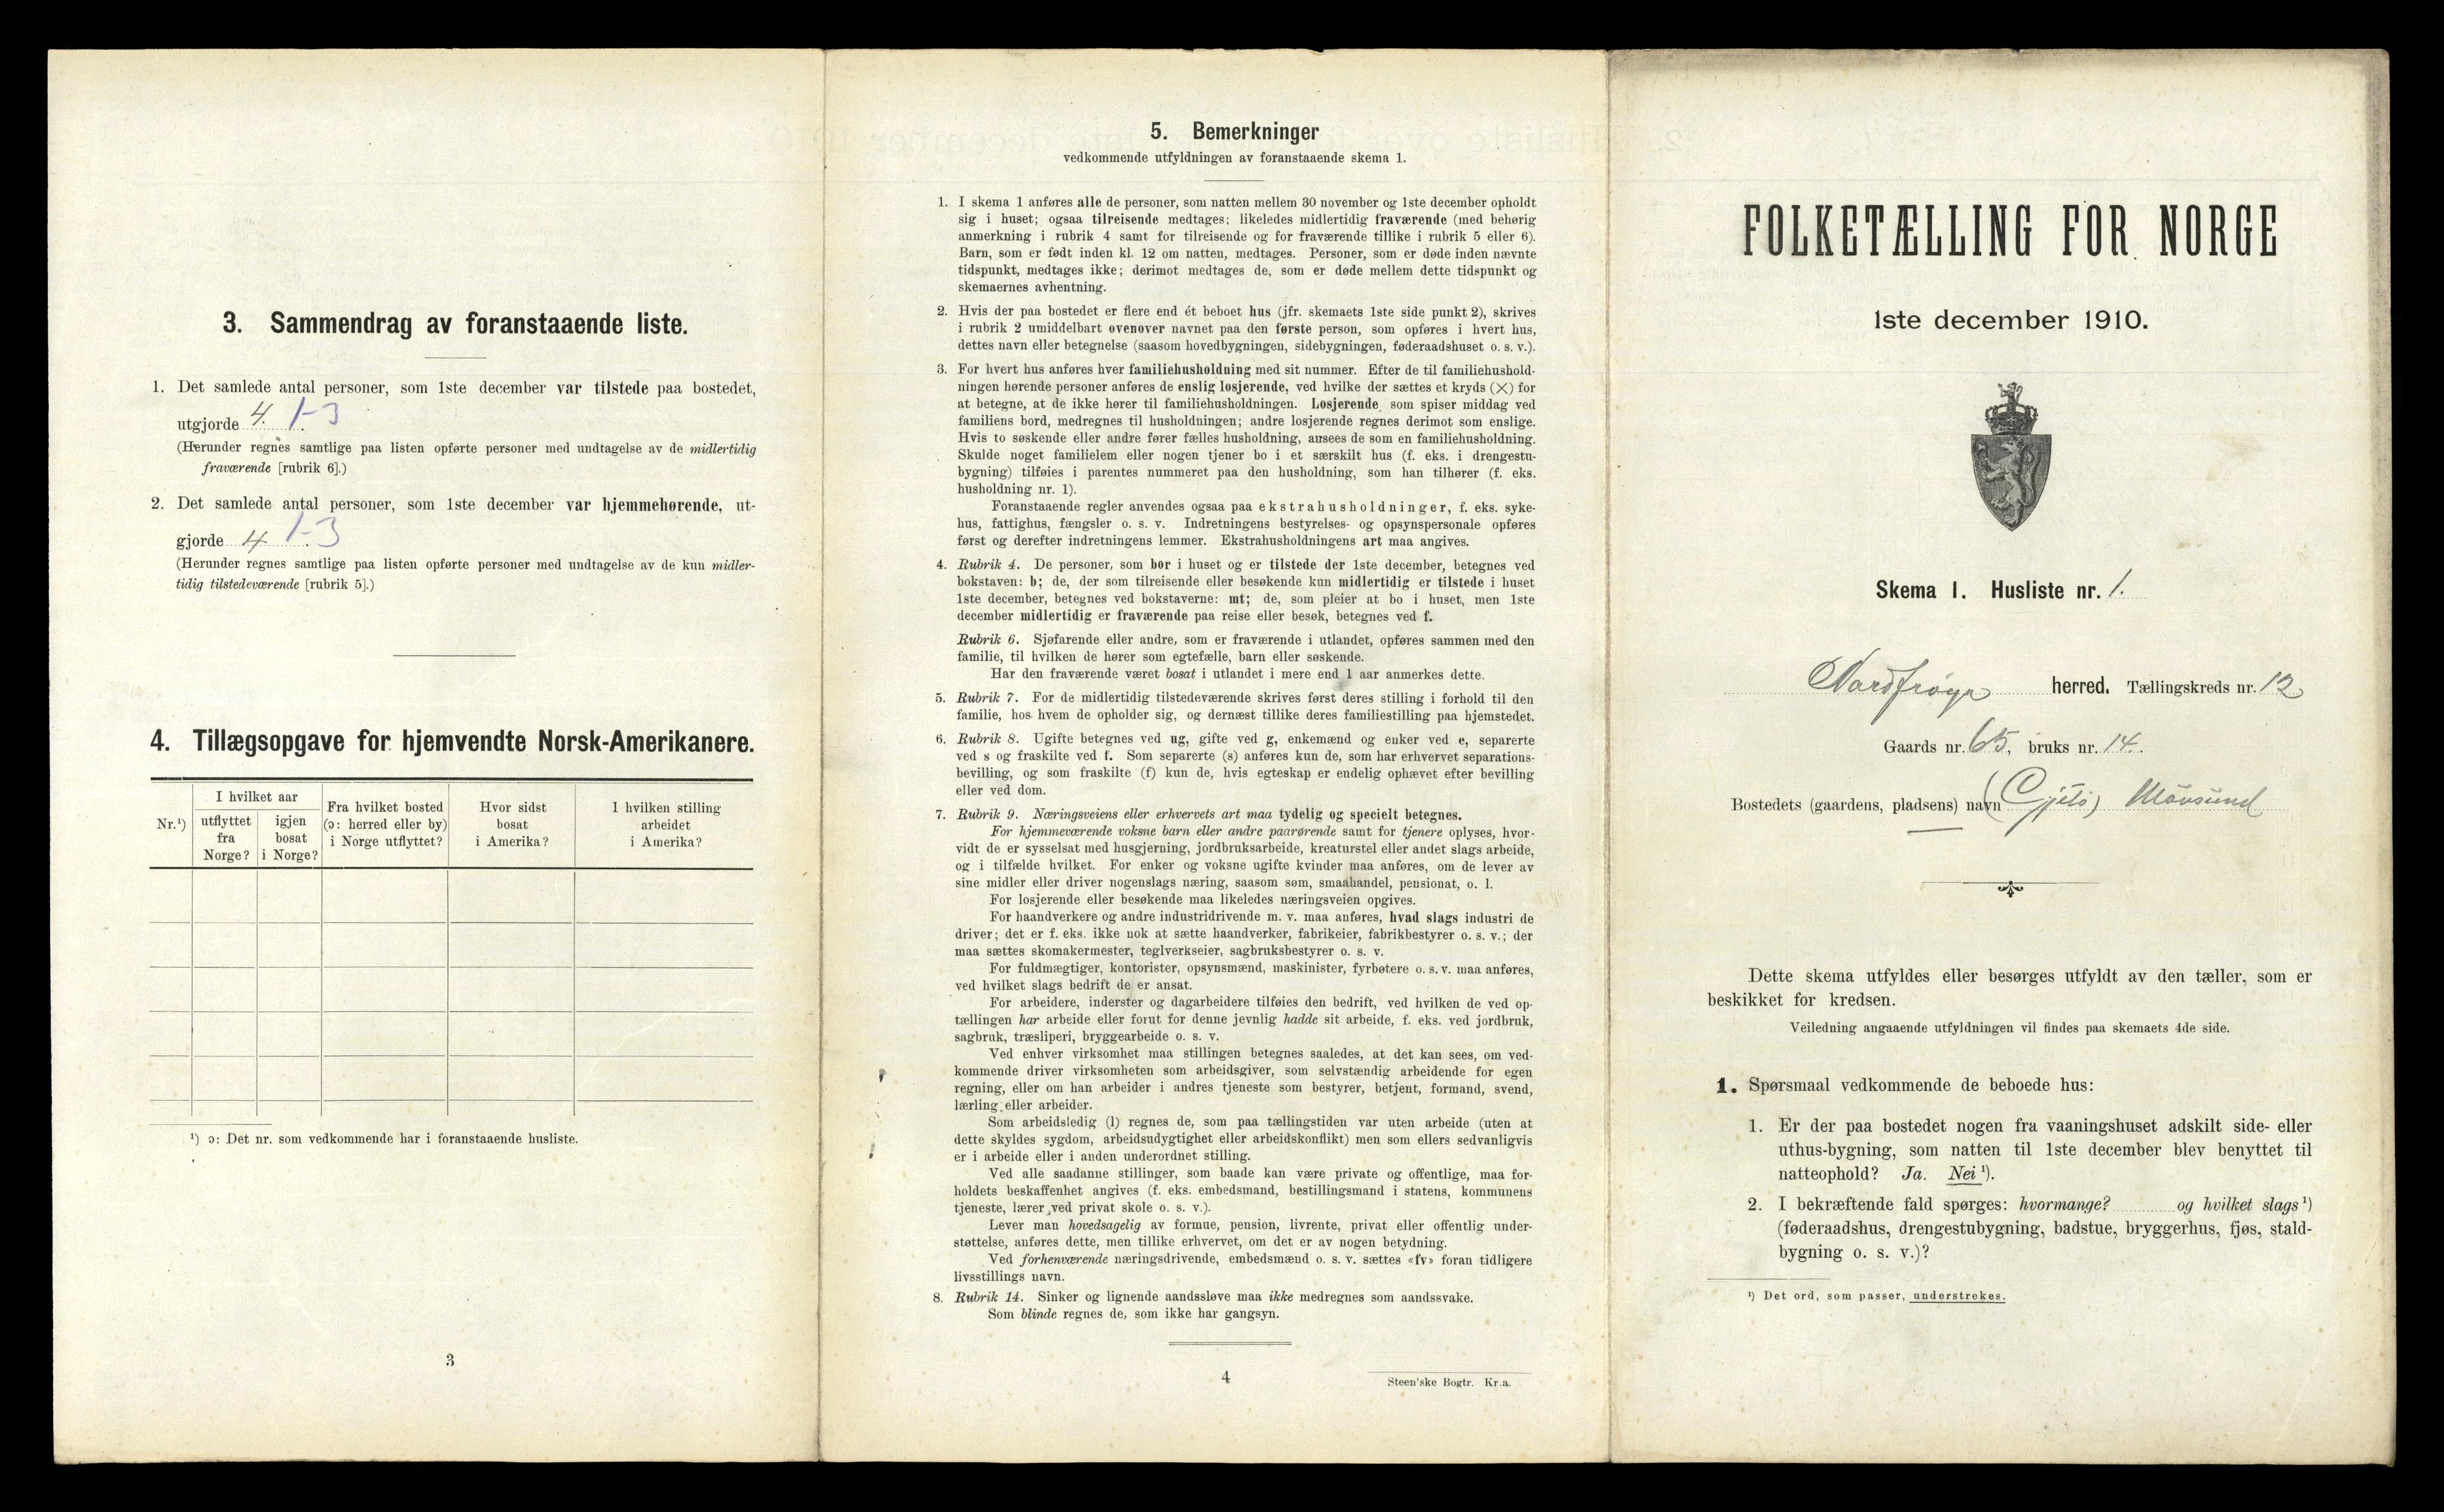 3. Sammendrag av foranstaaende liste.
1. Det samlede antal personer, som 1ste december var tilstede paa bostedet,
utgjorde 4. 1-3
(Herunder regnes samtlige paa listen opførte personer med undtagelse av de midlertidig
fraværende [rubrik 6].)
2. Det samlede antal personer, som 1ste december var hjemmehørende, ut-
gjorde 4 1-3
(Herunder regnes samtlige paa listen opførte personer med undtagelse av de kun midler-
tidig tilstedeværende [rubrik 5].)
4. Tillægsopgave for hjemvendte Norsk-Amerikanere.
Nr.¹)
I hvilket aar
utflyttet
fra
Norge?
igjen
bosat
i Norge?
Fra hvilket bosted
(ɔ: herred eller by)
i Norge utflyttet?
Hvor sidst
bosat
i Amerika?
I hvilken stilling
arbeidet
i Amerika?
¹) ɔ: Det nr. som vedkommende har i foranstaaende husliste.
3
5. Bemerkninger
vedkommende utfyldningen av foranstaaende skema 1.
1. I skema 1 anføres alle de personer, som natten mellem 30 november og 1ste december opholdt
sig i huset; ogsaa tilreisende medtages; likeledes midlertidig fraværende (med behørig
anmerkning i rubrik 4 samt for tilreisende og for fraværende tillike i rubrik 5 eller 6).
Barn, som er født inden kl. 12 om natten, medtages. Personer, som er døde inden nævnte
tidspunkt, medtages ikke; derimot medtages de, som er døde mellem dette tidspunkt og
skemaernes avhentning.
2. Hvis der paa bostedet er flere end ét beboet hus (jfr. skemaets 1ste side punkt 2), skrives
i rubrik 2 umiddelbart ovenover navnet paa den første person, som opføres i hvert hus,
dettes navn eller betegnelse (saasom hovedbygningen, sidebygningen, føderaadshuset o. s. v.).
3. For hvert hus anføres hver familiehusholdning med sit nummer. Efter de til familiehushold-
ningen hørende personer anføres de enslig losjerende, ved hvilke der sættes et kryds (×) for
at betegne, at de ikke hører til familiehusholdningen. Losjerende som spiser middag ved
familiens bord, medregnes til husholdningen; andre losjerende regnes derimot som enslige.
Hvis to søskende eller andre fører fælles husholdning, ansees de som en familiehusholdning.
Skulde noget familielem eller nogen tjener bo i et særskilt hus (f. eks. i drengestu-
bygning) tilføies i parentes nummeret paa den husholdning, som han tilhører (f. eks.
husholdning nr. 1).
Foranstaaende regler anvendes ogsaa paa ekstrahusholdninger, f. eks. syke-
hus, fattighus, fængsler o. s. v. Indretningens bestyrelses- og opsynspersonale opføres
først og derefter indretningens lemmer. Ekstrahusholdningens art maa angives.
4. Rubrik 4. De personer, som bor i huset og er tilstede der 1ste december, betegnes ved
bokstaven: b; de, der som tilreisende eller besøkende kun midlertidig er tilstede i huset
1ste december, betegnes ved bokstaverne: mt; de, som pleier at bo i huset, men 1ste
december midlertidig er fraværende paa reise eller besøk, betegnes ved f.
Rubrik 6. Sjøfarende eller andre, som er fraværende i utlandet, opføres sammen med den
familie, til hvilken de hører som egtefælle, barn eller søskende.
Har den fraværende været bosat i utlandet i mere end 1 aar anmerkes dette.
5. Rubrik 7. For de midlertidig tilstedeværende skrives først deres stilling i forhold til den
familie, hos hvem de opholder sig, og dernæst tillike deres familiestilling paa hjemstedet.
6. Rubrik 8. Ugifte betegnes ved ug, gifte ved g, enkemænd og enker ved e, separerte
ved s og fraskilte ved f. Som separerte (s) anføres kun de, som har erhvervet separations-
bevilling, og som fraskilte (f) kun de, hvis egteskap er endelig ophævet efter bevilling
eller ved dom.
7. Rubrik 9. Næringsveiens eller erhvervets art maa tydelig og specielt betegnes.
For hjemmeværende voksne barn eller andre paarørende samt for tjenere oplyses, hvor-
vidt de er sysselsat med husgjerning, jordbruksarbeide, kreaturstel eller andet slags arbeide,
og i tilfælde hvilket. For enker og voksne ugifte kvinder maa anføres, om de lever av
sine midler eller driver nogenslags næring, saasom søm, smaahandel, pensionat, o. l.
For losjerende eller besøkende maa likeledes næringsveien opgives.
For haandverkere og andre industridrivende m. v. maa anføres, hvad slags industri de
driver; det er f. eks. ikke nok at sætte haandverker, fabrikeier, fabrikbestyrer o. s. v.; der
maa sættes skomakermester, teglverkseier, sagbruksbestyrer o. s. v.
For fuldmægtiger, kontorister, opsynsmænd, maskinister, fyrbøtere o. s. v. maa anføres,
ved hvilket slags bedrift de er ansat.
For arbeidere, inderster og dagarbeidere tilføies den bedrift, ved hvilken de ved op-
tællingen har arbeide eller forut for denne jevnlig hadde sit arbeide, f. eks. ved jordbruk,
sagbruk, træsliperi, bryggearbeide o. s. v.
Ved enhver virksomhet maa stillingen betegnes saaledes, at det kan sees, om ved-
kommende driver virksomheten som arbeidsgiver, som selvstændig arbeidende for egen
regning, eller om han arbeider i andres tjeneste som bestyrer, betjent, formand, svend,
lærling eller arbeider.
Som arbeidsledig (l) regnes de, som paa tællingstiden var uten arbeide (uten at
dette skyldes sygdom, arbeidsudygtighet eller arbeidskonflikt) men som ellers sedvanligvis
er i arbeide eller i anden underordnet stilling.
Ved alle saadanne stillinger, som baade kan være private og offentlige, maa for-
holdets beskaffenhet angives (f. eks. embedsmand, bestillingsmand i statens, kommunens
tjeneste, lærer ved privat skole o. s. v.).
Lever man hovedsagelig av formue, pension, livrente, privat eller offentlig under-
støttelse, anføres dette, men tillike erhvervet, om det er av nogen betydning.
Ved forhenværende næringsdrivende, embedsmænd o. s. v. sættes «fv» foran tidligere
livsstillings navn.
8. Rubrik 14. Sinker og lignende aandssløve maa ikke medregnes som aandssvake.
Som blinde regnes de, som ikke har gangsyn.
4
Steen'ske Bogtr. Kr.a.
FOLKETÆLLING FOR NORGE
1ste december 1910.
Skema 1. Husliste nr. 1.
Nordfrøya herred. Tællingskreds nr. 12
Gaards nr. 65, bruks nr. 14.
Bostedets (gaardens, pladsens) navn (Gjelø) Mausund
Dette skema utfyldes eller besørges utfyldt av den tæller, som er
beskikket for kredsen.
Veiledning angaaende utfyldningen vil findes paa skemaets 4de side.
1. Spørsmaal vedkommende de beboede hus:
1. Er der paa bostedet nogen fra vaaningshuset adskilt side- eller
uthus-bygning, som natten til 1ste december blev benyttet til
natteophold? Ja. Nei ¹).
2. I bekræftende fald spørges: hvormange? og hvilket slags ¹)
(føderaadshus, drengestubygning, badstue, bryggerhus, fjøs, stald-
bygning o. s. v.)?
¹) Det ord, som passer, understrekes.